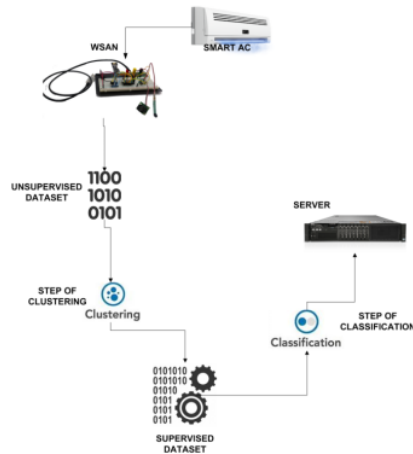 WSAN
SMART AC
UNSUPERVISED
DATASET
1100
1010
0101
SERVER
STEP OF
CLUSTERING
Clustering
STEP OF
CLASSIFICATION
Classification
0101010
0101010
01010
0101
0101
0101
SUPERVISED
DATASET